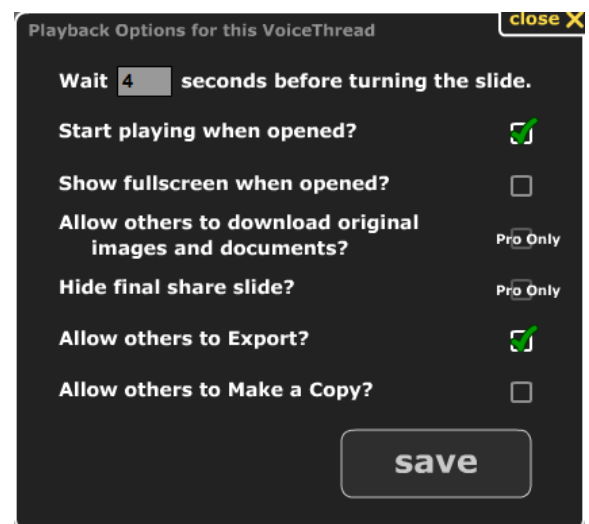 Playback Options for this VoiceThread
close X
Wait 4 seconds before turning the slide.
Start playing when opened?
Show fullscreen when opened?
Allow others to download original
images and documents?
Pro Only
Hide final share slide?
Pro Only
Allow others to Export?
Allow others to Make a Copy?
save